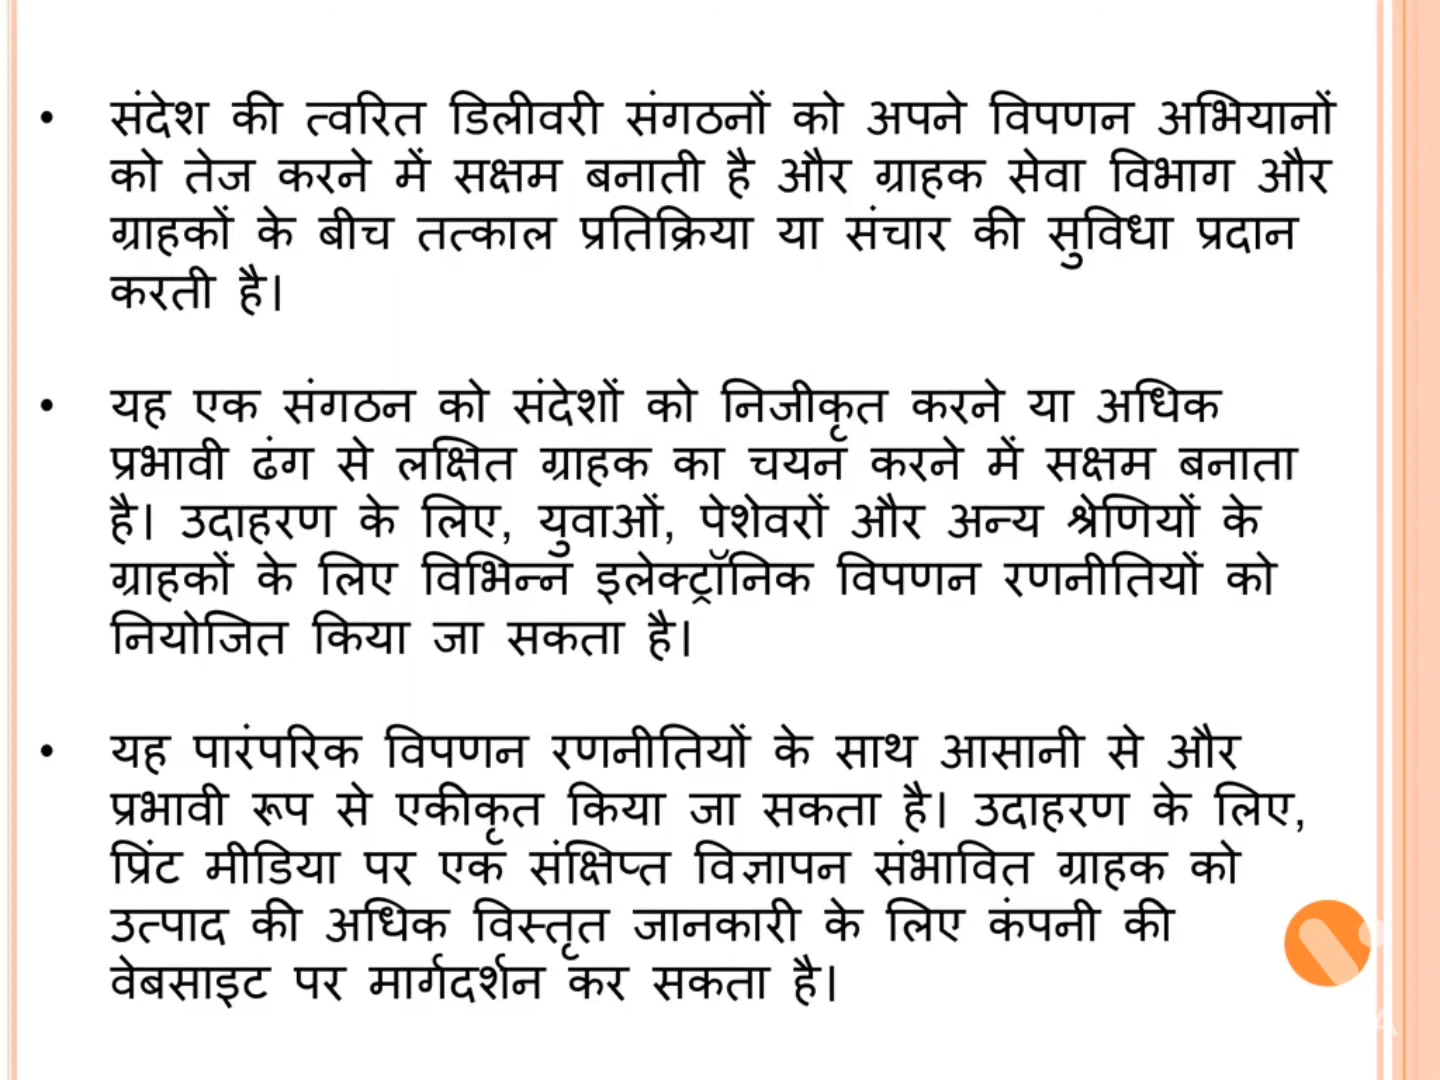 • संदेश की त्वरित डिलीवरी संगठनों को अपने विपणन अभियानों
को तेज करने में सक्षम बनाती है और ग्राहक सेवा विभाग और
ग्राहकों के बीच तत्काल प्रतिक्रिया या संचार की सुविधा प्रदान
करती है।
• यह एक संगठन को संदेशों को निजीकृत करने या अधिक
प्रभावी ढंग से लक्षित ग्राहक का चयन करने में सक्षम बनाता
है। उदाहरण के लिए, युवाओं, पेशेवरों और अन्य श्रेणियों के
ग्राहकों के लिए विभिन्न इलेक्ट्रॉनिक विपणन रणनीतियों को
नियोजित किया जा सकता है।
• यह पारंपरिक विपणन रणनीतियों के साथ आसानी से और
प्रभावी रूप से एकीकृत किया जा सकता है। उदाहरण के लिए,
प्रिंट मीडिया पर एक संक्षिप्त विज्ञापन संभावित ग्राहक को
उत्पाद की अधिक विस्तृत जानकारी के लिए कंपनी की
वेबसाइट पर मार्गदर्शन कर सकता है।